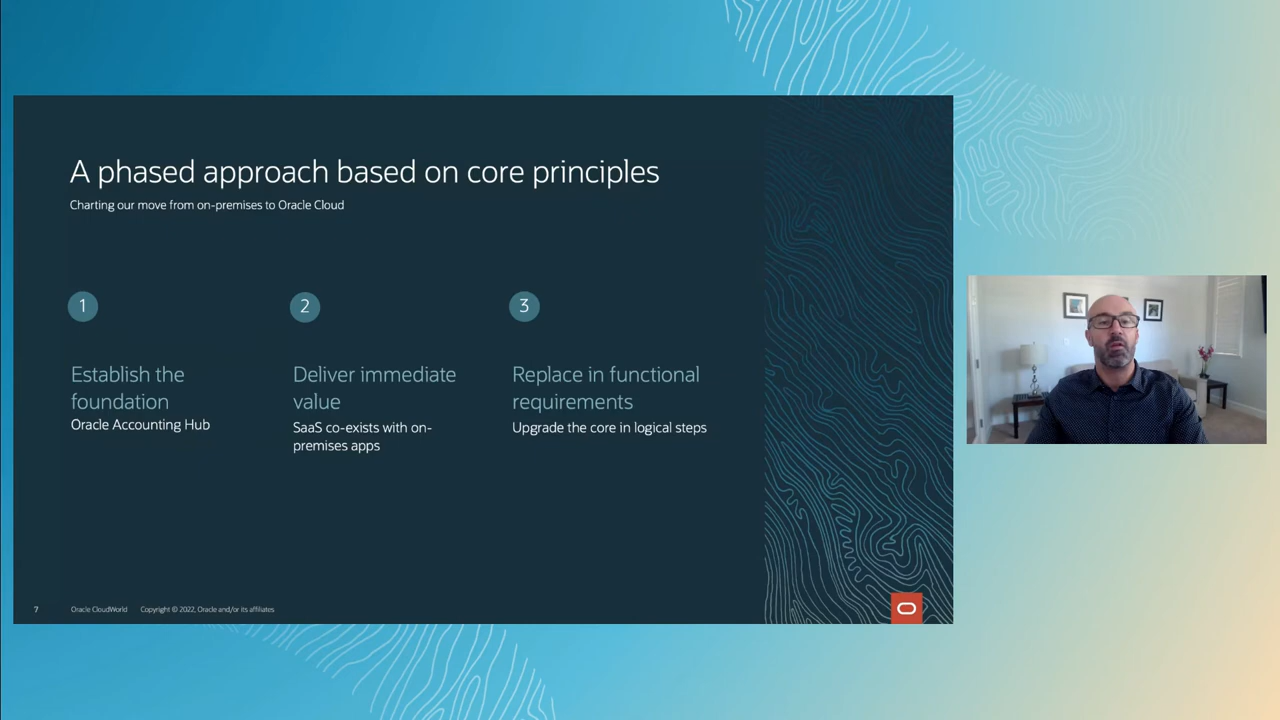 A phased approach based on core principles
Charting our move from on-premises to Oracle Cloud
1
Establish the
foundation
Oracle Accounting Hub
2
Deliver immediate
value
SaaS co-exists with on-
premises apps
3
Replace in functional
requirements
Upgrade the core in logical steps
7
Oracle CloudWorld
Copyright © 2022, Oracle and/or its affiliates